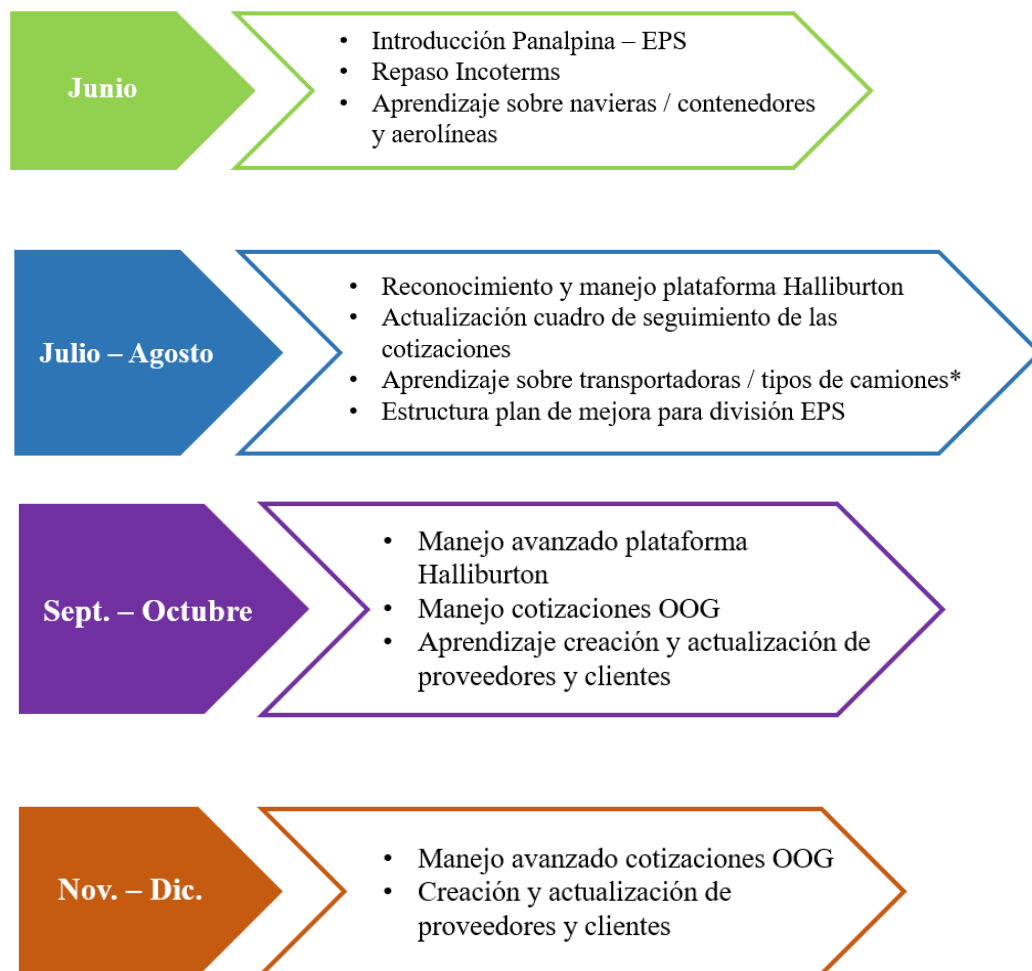 Junio
• Introducción Panalpina – EPS
• Repaso Incoterms
• Aprendizaje sobre navieras / contenedores
y aerolíneas
Julio – Agosto
• Reconocimiento y manejo plataforma Halliburton
• Actualización cuadro de seguimiento de las
cotizaciones
• Aprendizaje sobre transportadoras / tipos de camiones*
• Estructura plan de mejora para división EPS
Sept. – Octubre
• Manejo avanzado plataforma
Halliburton
• Manejo cotizaciones OOG
• Aprendizaje creación y actualización de
proveedores y clientes
Nov. – Dic.
• Manejo avanzado cotizaciones OOG
• Creación y actualización de
proveedores y clientes